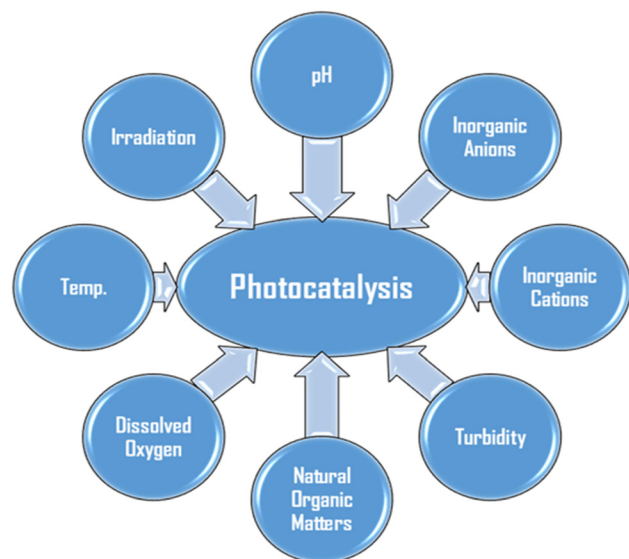 pH
Irradiation
Inorganic
Anions
Temp.
Photocatalysis
Inorganic
Cations
Dissolved
Oxygen
Turbidity
Natural
Organic
Matters